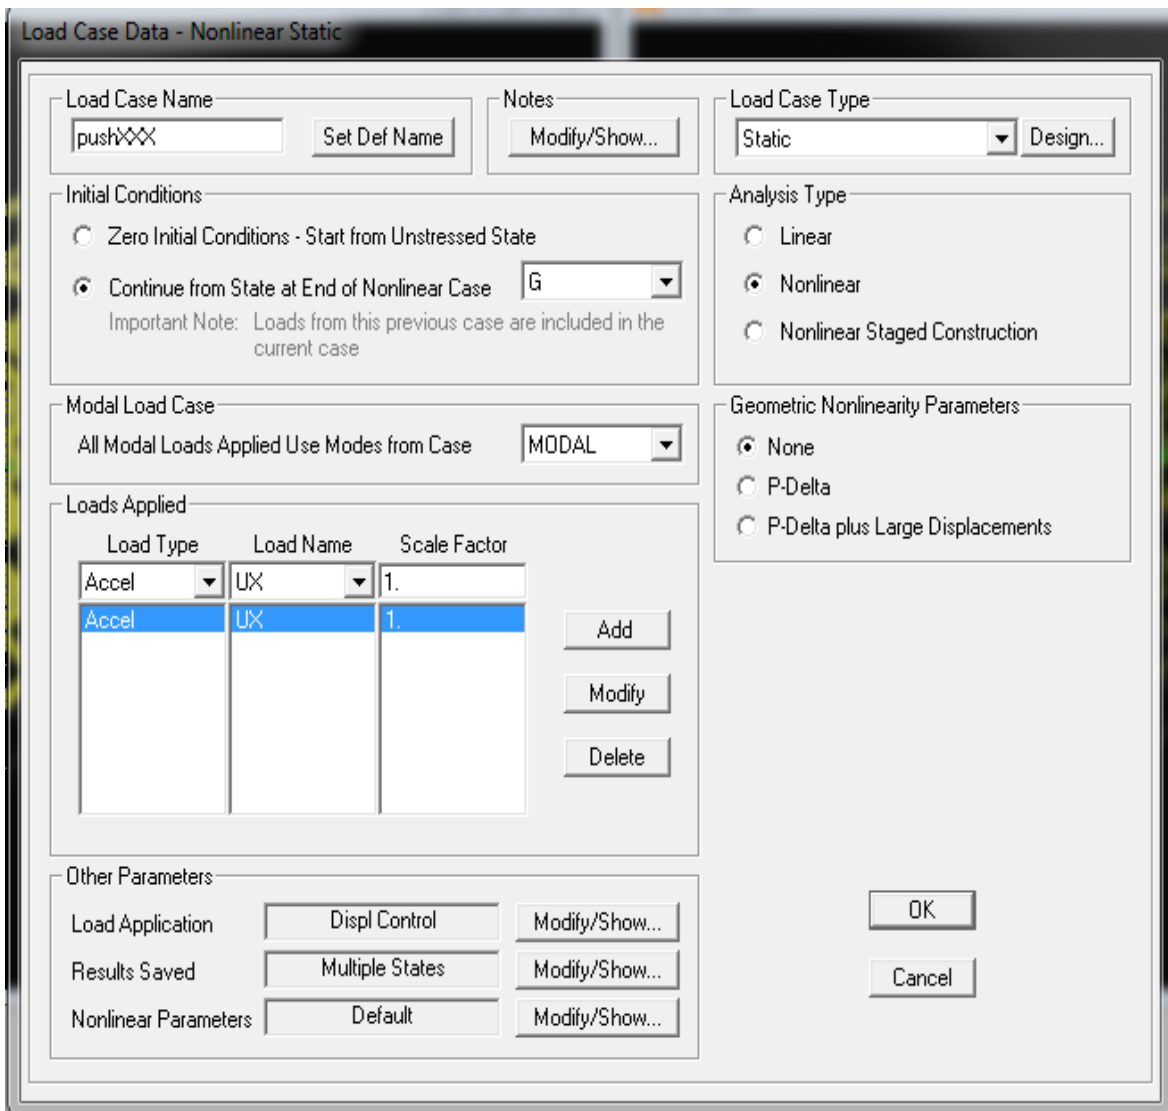 Load Case Data - Nonlinear Static
Load Case Name
pushXXX
Set Def Name
Notes
Modify/Show...
Load Case Type
Static
Design...
Initial Conditions
Zero Initial Conditions - Start from Unstressed State
Continue from State at End of Nonlinear Case
G
Important Note: Loads from this previous case are included in the
current case
Analysis Type
Linear
Nonlinear
Nonlinear Staged Construction
Modal Load Case
All Modal Loads Applied Use Modes from Case
MODAL
Geometric Nonlinearity Parameters
None
P-Delta
P-Delta plus Large Displacements
Loads Applied
Load Type Load Name Scale Factor
Accel UX 1.
Accel UX 1.
Add
Modify
Delete
Other Parameters
Load Application Displ Control Modify/Show...
Results Saved Multiple States Modify/Show...
Nonlinear Parameters Default Modify/Show...
OK
Cancel